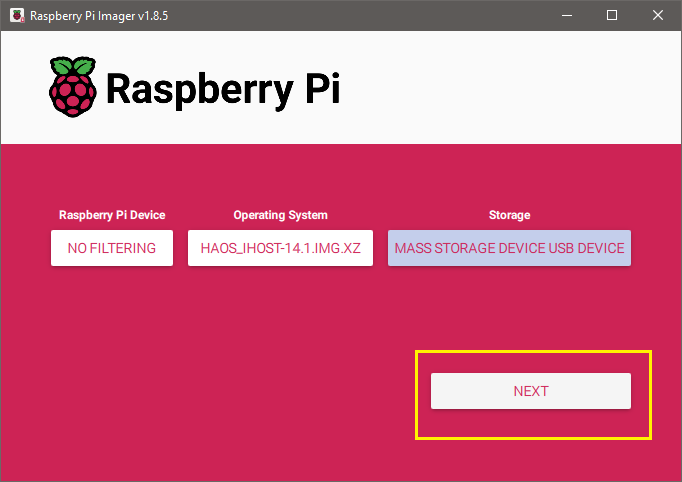 Raspberry Pi Imager v1.8.5
Raspberry Pi
Raspberry Pi Device Operating System Storage
NO FILTERING HAOS_IHOST-14.1.IMG.XZ MASS STORAGE DEVICE USB DEVICE
NEXT